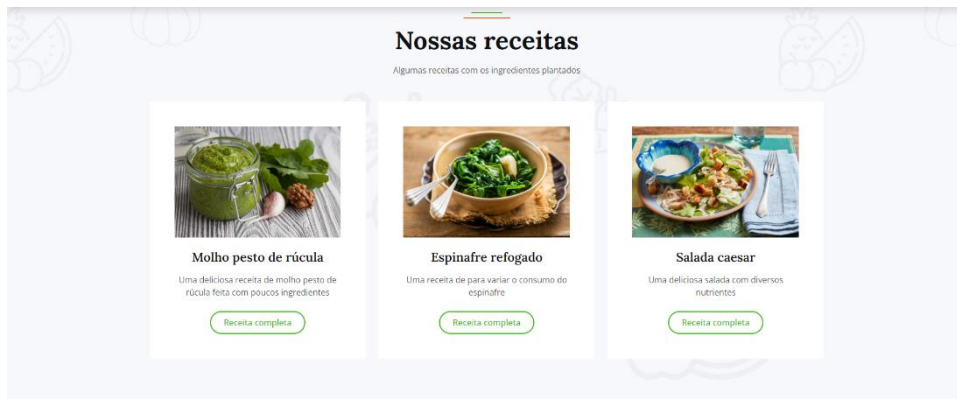 Nossas receitas
Algumas receitas com os ingredientes plantados
Molho pesto de rúcula
Uma deliciosa receita de molho pesto de
rúcula feita com poucos ingredientes
Receita completa
Espinafre refogado
Uma receita de para variar o consumo do
espinafre
Receita completa
Salada caesar
Uma deliciosa salada com diversos
nutrientes
Receita completa